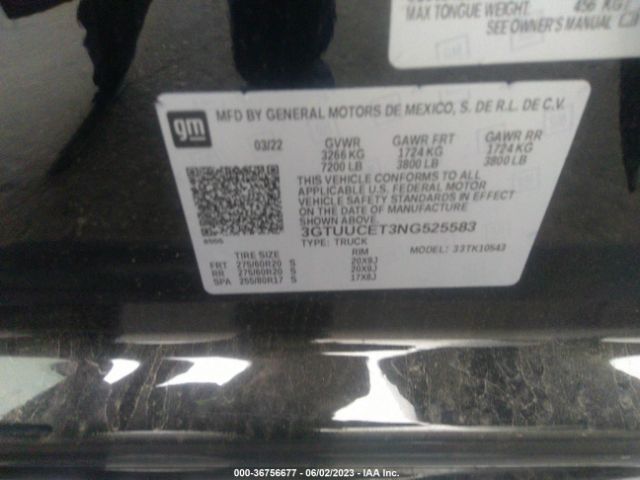 MAX TONGUE WEIGHT. 456 KG
SEE OWNER'S MANUAL
gm
MFD BY GENERAL MOTORS DE MEXICO, S. DE R.L. DE C.V.
03/22 GVWR GAWR FRT GAWR RR
3266 KG 1724 KG 1724 KG
7200 LB 3800 LB 3800 LB
THIS VEHICLE CONFORMS TO ALL
APPLICABLE U.S. FEDERAL MOTOR
VEHICLE SAFETY STANDARDS IN EFFECT
ON THE DATE OF MANUFACTURE
SHOWN ABOVE.
3GTUUCET3NG525583
TYPE: TRUCK MODEL: 33TK10543
TIRE SIZE RIM
FRT 275/60R20 S 20X9J
RR 275/60R20 S 20X9J
SPA 255/80R17 S 17X8J
000-36756677 - 06/02/2023 - IAA Inc.